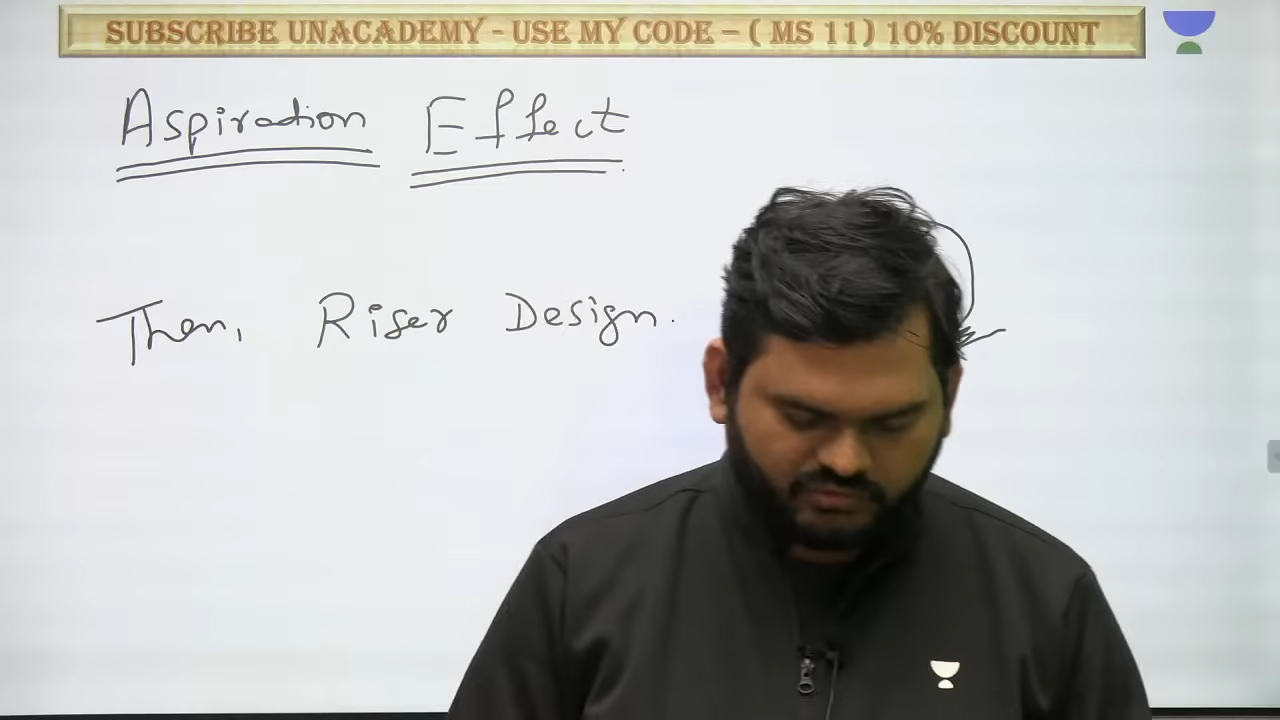 SUBSCRIBE UNACADEMY - USE MY CODE – ( MS 11) 10% DISCOUNT
Aspiration Effect
Then, Riser Design.